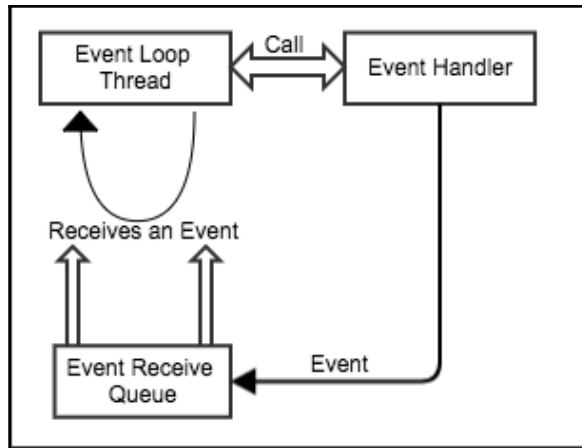 Event Loop
Thread
Call
Event Handler
Receives an Event
Event Receive
Queue
Event